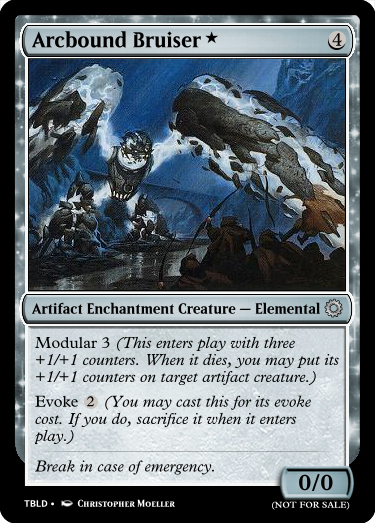 Arcbound Bruiser★ 4
Artifact Enchantment Creature — Elemental
Modular 3 (This enters play with three
+1/+1 counters. When it dies, you may put its
+1/+1 counters on target artifact creature.)
Evoke 2 (You may cast this for its evoke
cost. If you do, sacrifice it when it enters
play.)
Break in case of emergency.
0/0
TBLD • Christopher Moeller (NOT FOR SALE)